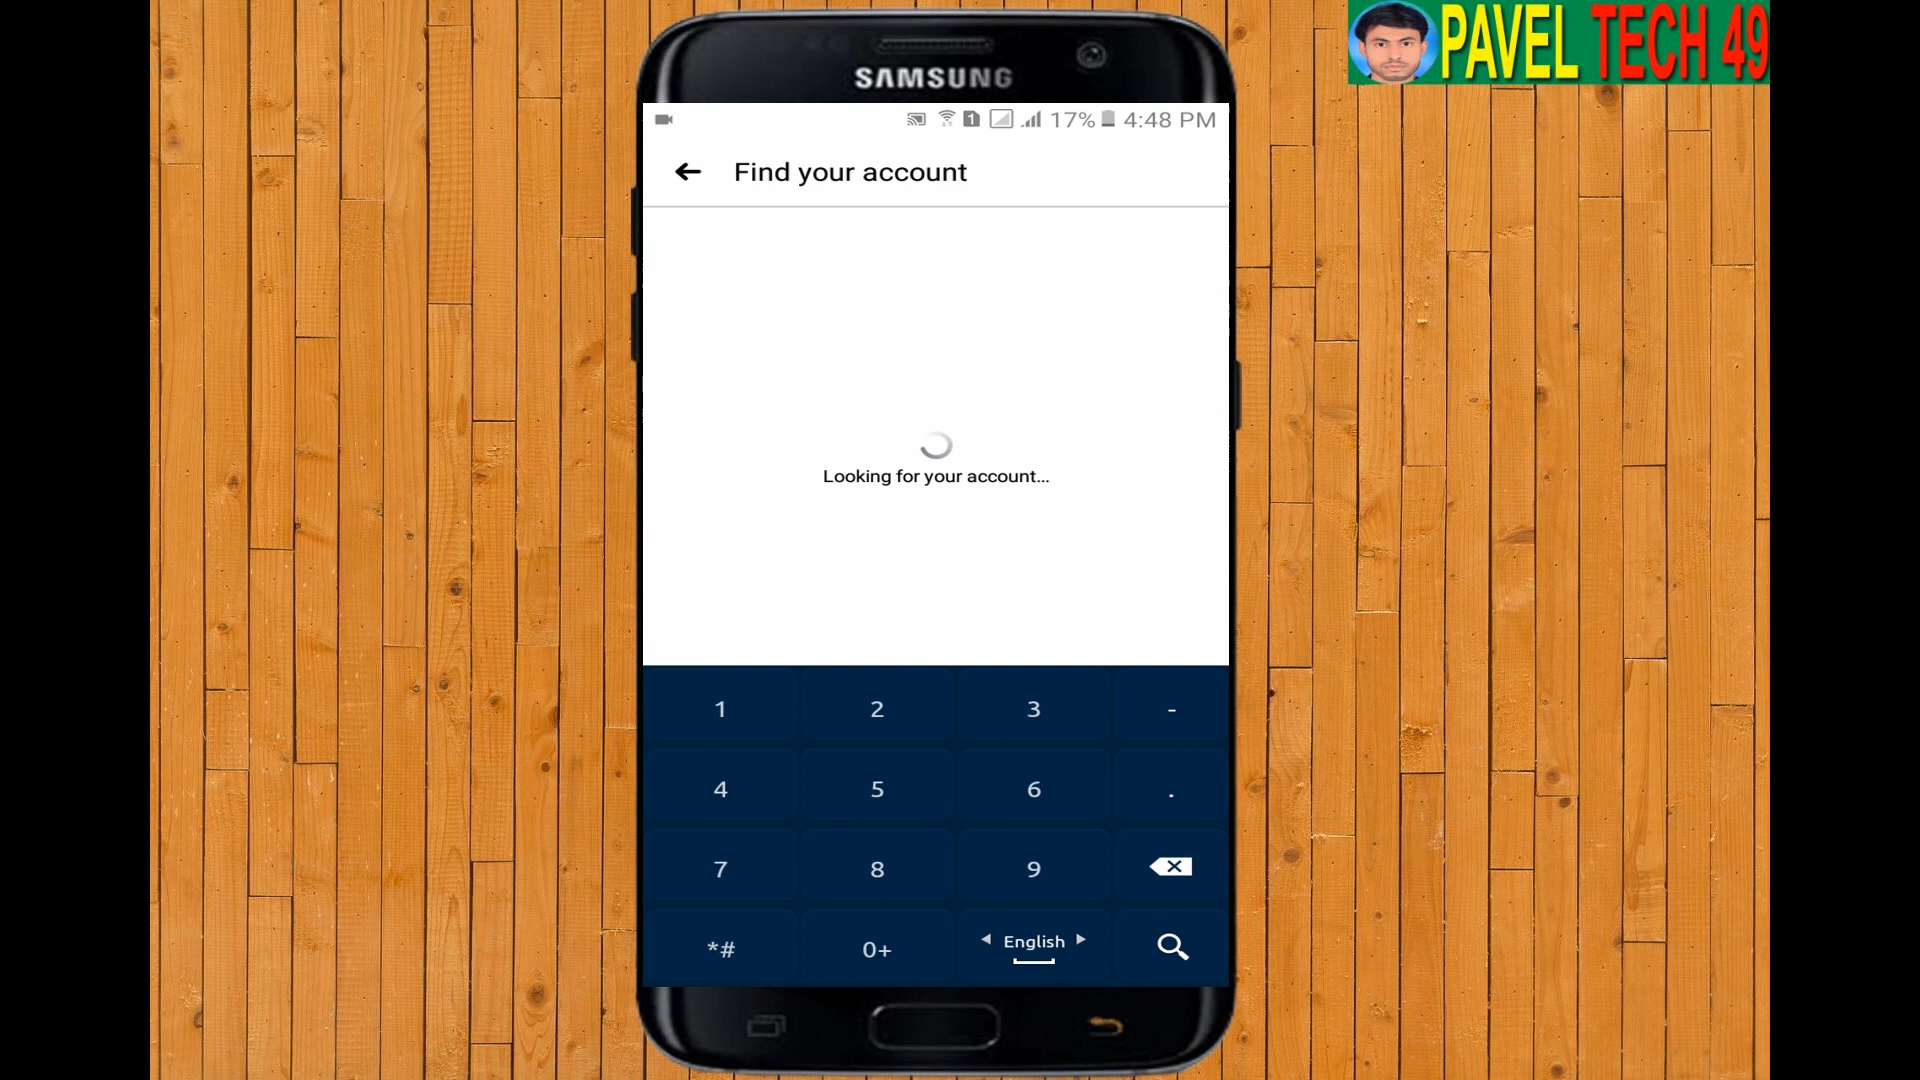 PAVEL TECH 49
SAMSUNG
1 17% 4:48 PM
Find your account
Looking for your account...
1 2 3 -
4 5 6 .
7 8 9
*# 0+ English